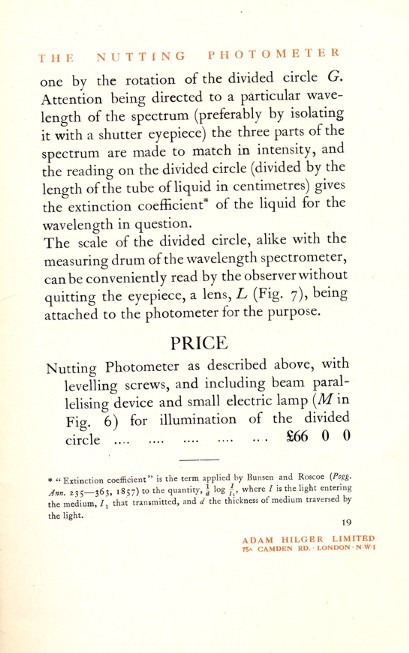 THE NUTTING PHOTOMETER
one by the rotation of the divided circle G.
Attention being directed to a particular wave-
length of the spectrum (preferably by isolating
it with a shutter eyepiece) the three parts of the
spectrum are made to match in intensity, and
the reading on the divided circle (divided by the
length of the tube of liquid in centimetres) gives
the extinction coefficient* of the liquid for the
wavelength in question.
The scale of the divided circle, alike with the
measuring drum of the wavelength spectrometer,
can be conveniently read by the observer without
quitting the eyepiece, a lens, L (Fig. 7), being
attached to the photometer for the purpose.
PRICE
Nutting Photometer as described above, with
levelling screws, and including beam paral-
lelising device and small electric lamp (M in
Fig. 6) for illumination of the divided
circle .... .... .... .... ... £66 0 0
* "Extinction coefficient" is the term applied by Bunsen and Roscoe (Pogg.
Ann. 235—363, 1857) to the quantity, 1/d log I/I₁, where I is the light entering
the medium, I₁ that transmitted, and d the thickness of medium traversed by
the light.
19
ADAM HILGER LIMITED
75A CAMDEN RD. · LONDON · N·W·1